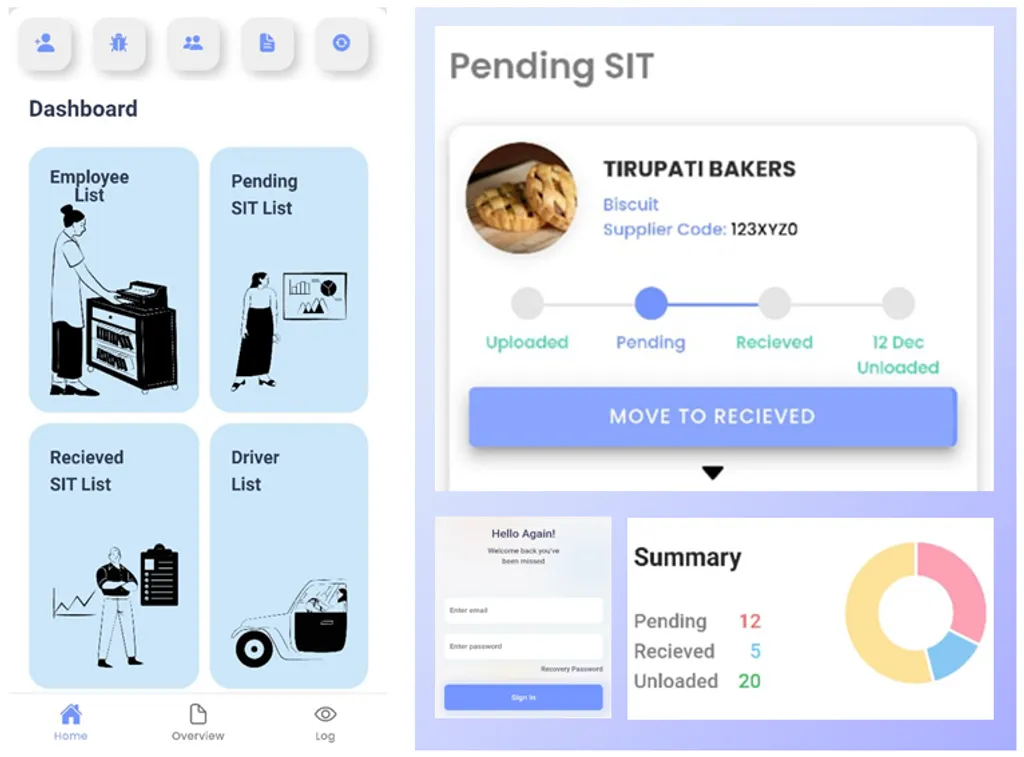 Dashboard
Employee
List
Pending
SIT List
Recieved
SIT List
Driver
List
Home
Overview
Log
Pending SIT
TIRUPATI BAKERS
Biscuit
Supplier Code: 123XYZ0
Uploaded
Pending
Recieved
12 Dec
Unloaded
MOVE TO RECIEVED
Hello Again!
Welcome back you've
been missed
Enter email
Enter password
Recovery Password
Sign In
Summary
Pending 12
Recieved 5
Unloaded 20